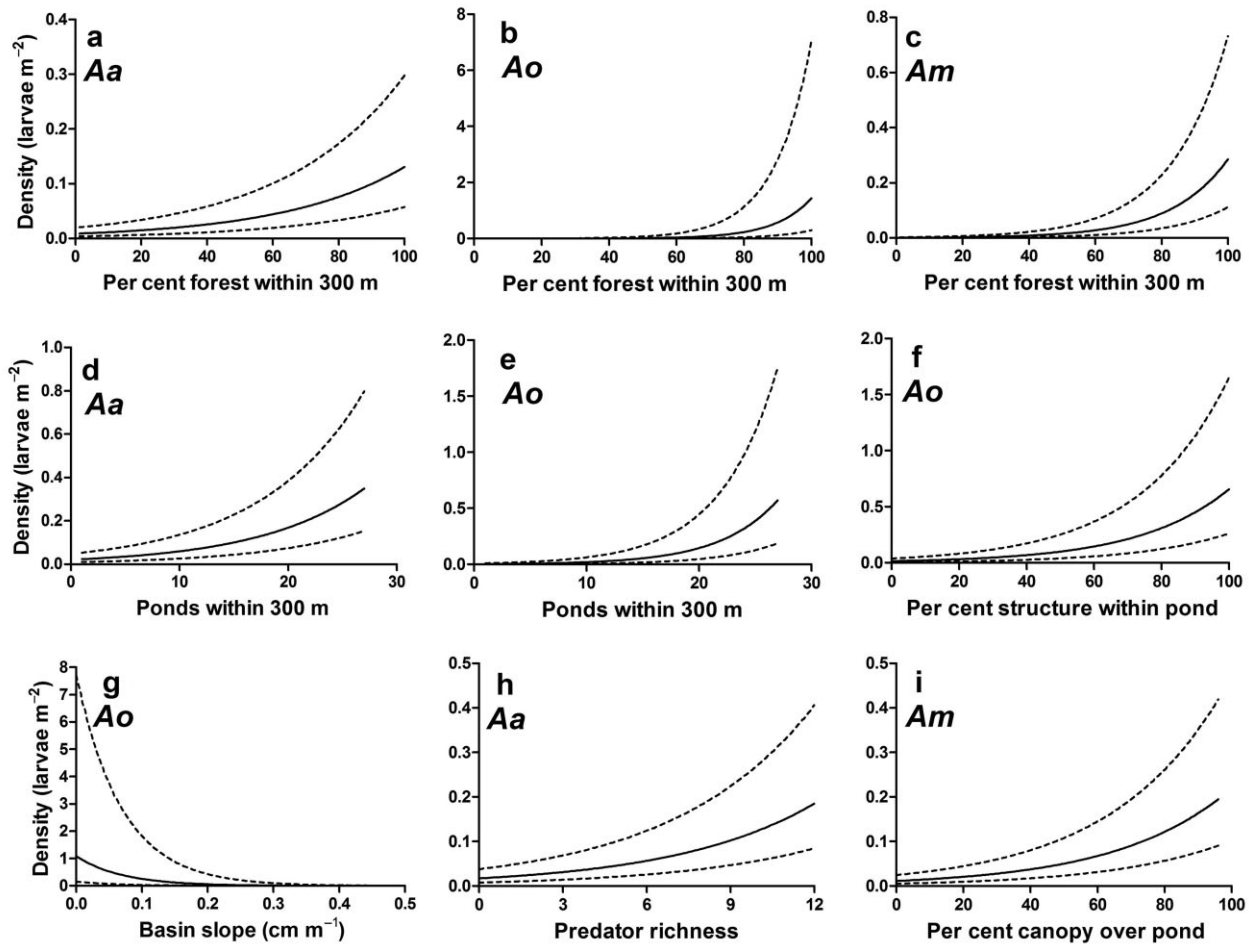 a
Aa
Density (larvae m−2)
0.4
0.3
0.2
0.1
0.0
0 20 40 60 80 100
Per cent forest within 300 m
b
Ao
8
6
4
2
0
0 20 40 60 80 100
Per cent forest within 300 m
c
Am
0.8
0.6
0.4
0.2
0.0
0 20 40 60 80 100
Per cent forest within 300 m
d
Aa
Density (larvae m−2)
1.0
0.8
0.6
0.4
0.2
0.0
0 10 20 30
Ponds within 300 m
e
Ao
2.0
1.5
1.0
0.5
0.0
0 10 20 30
Ponds within 300 m
f
Ao
2.0
1.5
1.0
0.5
0.0
0 20 40 60 80 100
Per cent structure within pond
g
Ao
Density (larvae m−2)
8
7
6
5
4
3
2
1
0
0.0 0.1 0.2 0.3 0.4 0.5
Basin slope (cm m−1)
h
Aa
0.5
0.4
0.3
0.2
0.1
0.0
0 3 6 9 12
Predator richness
i
Am
0.5
0.4
0.3
0.2
0.1
0.0
0 20 40 60 80 100
Per cent canopy over pond